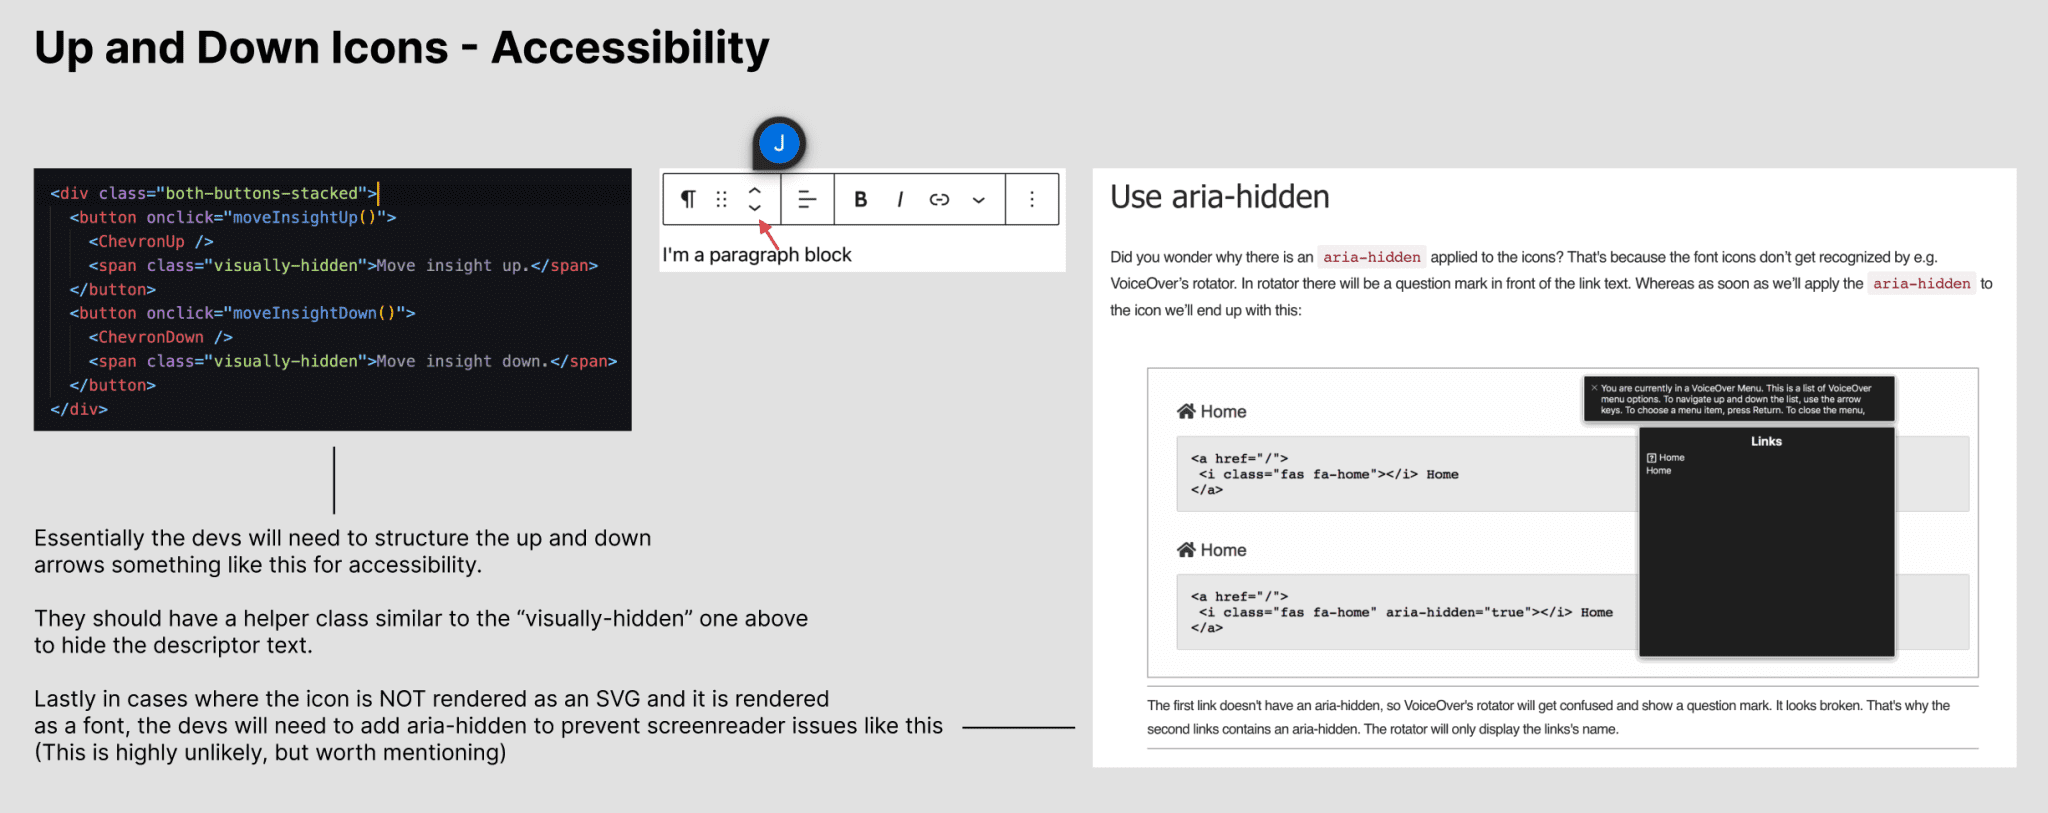 Up and Down Icons - Accessibility
<div class="both-buttons-stacked">
<button onclick="moveInsightUp()">
<ChevronUp />
<span class="visually-hidden">Move insight up.</span>
</button>
<button onclick="moveInsightDown()">
<ChevronDown />
<span class="visually-hidden">Move insight down.</span>
</button>
</div>
Essentially the devs will need to structure the up and down
arrows something like this for accessibility.
They should have a helper class similar to the “visually-hidden” one above
to hide the descriptor text.
Lastly in cases where the icon is NOT rendered as an SVG and it is rendered
as a font, the devs will need to add aria-hidden to prevent screenreader issues like this
(This is highly unlikely, but worth mentioning)
J
¶ B I
I'm a paragraph block
Use aria-hidden
Did you wonder why there is an aria-hidden applied to the icons? That's because the font icons don’t get recognized by e.g.
VoiceOver’s rotator. In rotator there will be a question mark in front of the link text. Whereas as soon as we’ll apply the aria-hidden to
the icon we’ll end up with this:
Home
<a href="/">
<i class="fas fa-home"></i> Home
</a>
Home
<a href="/">
<i class="fas fa-home" aria-hidden="true"></i> Home
</a>
× You are currently in a VoiceOver Menu. This is a list of VoiceOver
menu options. To navigate up and down the list, use the arrow
keys. To choose a menu item, press Return. To close the menu,
Links
? Home
Home
The first link doesn't have an aria-hidden, so VoiceOver's rotator will get confused and show a question mark. It looks broken. That's why the
second links contains an aria-hidden. The rotator will only display the links's name.